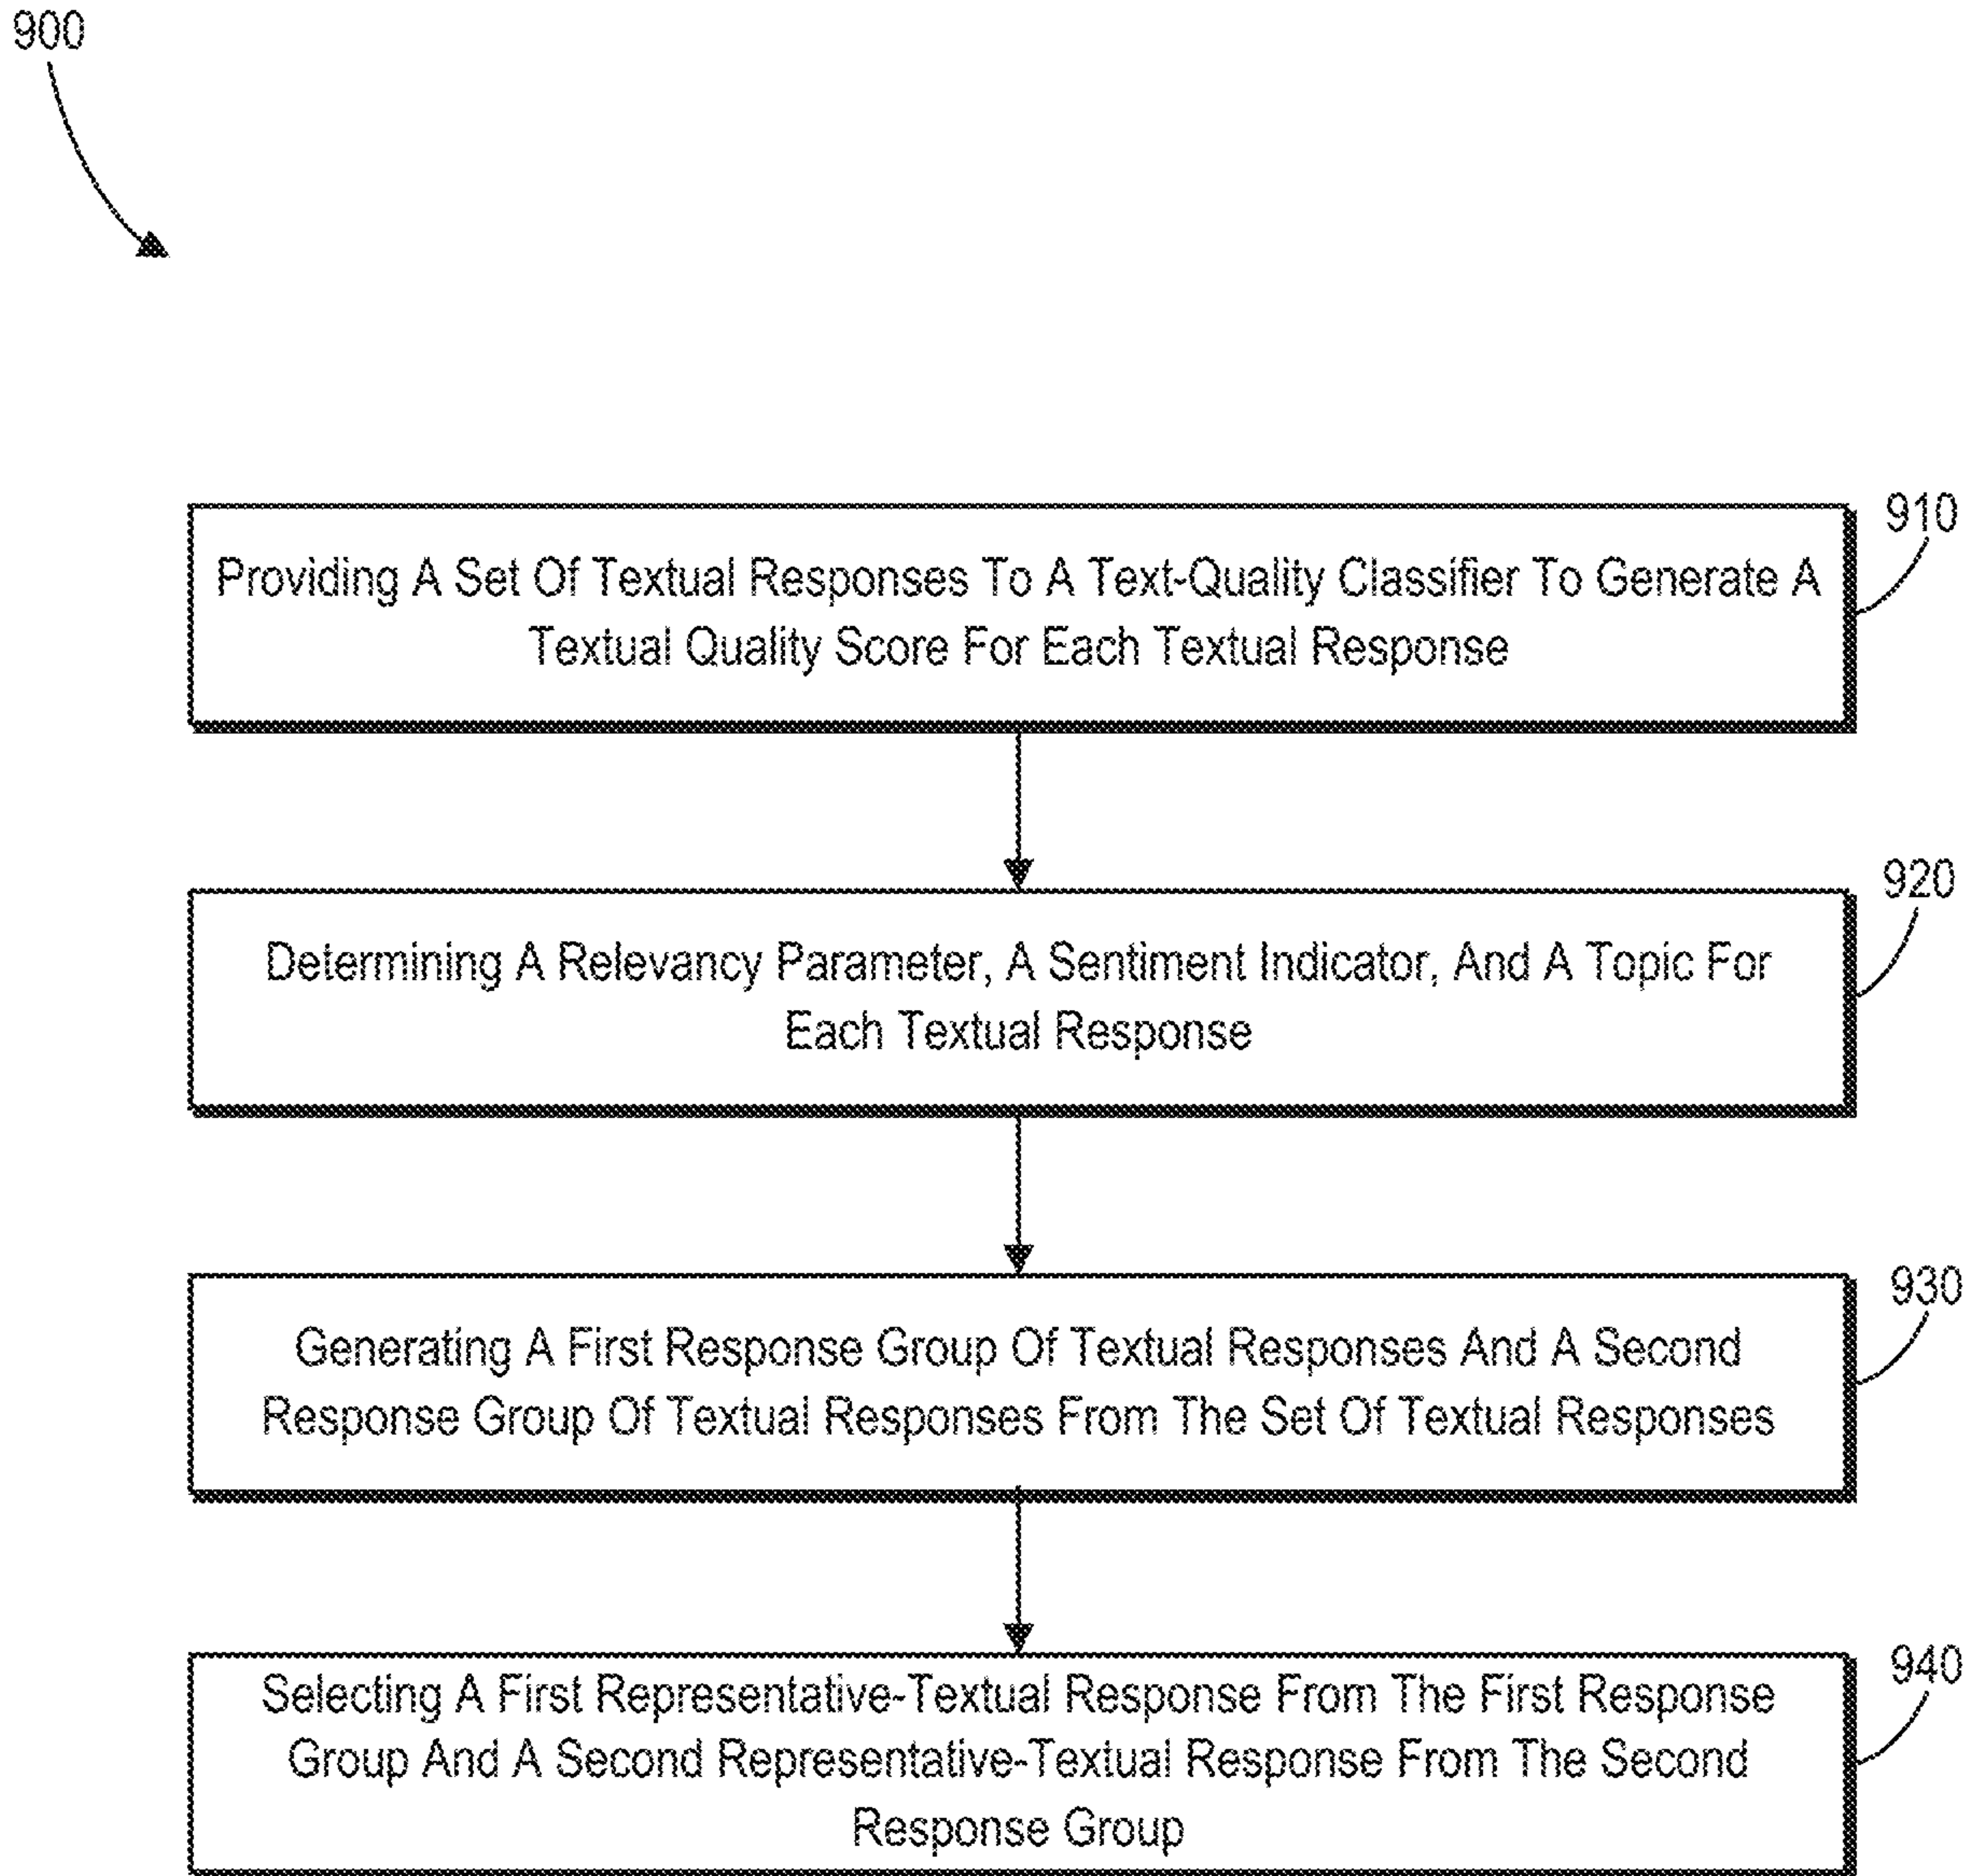 900
910
Providing A Set Of Textual Responses To A Text-Quality Classifier To Generate A
Textual Quality Score For Each Textual Response
920
Determining A Relevancy Parameter, A Sentiment Indicator, And A Topic For
Each Textual Response
930
Generating A First Response Group Of Textual Responses And A Second
Response Group Of Textual Responses From The Set Of Textual Responses
940
Selecting A First Representative-Textual Response From The First Response
Group And A Second Representative-Textual Response From The Second
Response Group